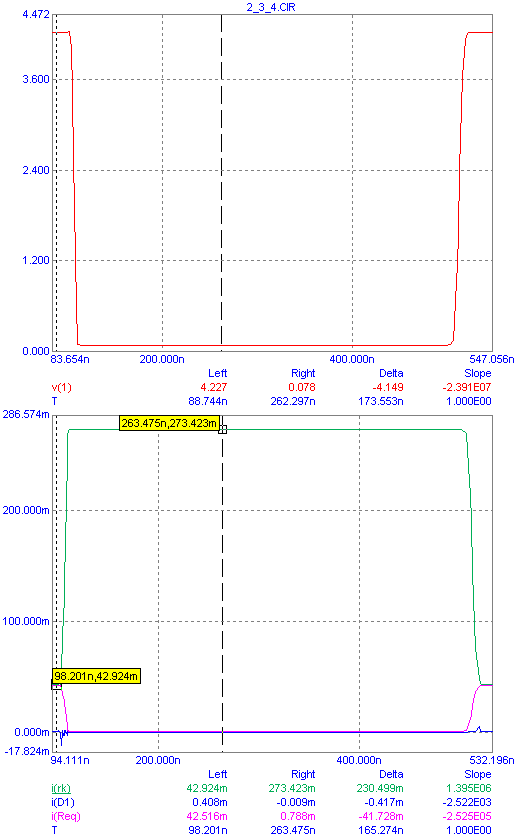 2_3_4.CIR
4.472
3.600
2.400
1.200
0.000
83.654n 200.000n 400.000n 547.056n
Left Right Delta Slope
v(1) 4.227 0.078 -4.149 -2.391E07
T 88.744n 262.297n 173.553n 1.000E00
286.574m
263.475n,273.423m
200.000m
100.000m
98.201n,42.924m
0.000m
-17.824m
94.111n 200.000n 400.000n 532.196n
Left Right Delta Slope
i(rk) 42.924m 273.423m 230.499m 1.395E06
i(D1) 0.408m -0.009m -0.417m -2.522E03
i(Req) 42.516m 0.788m -41.728m -2.525E05
T 98.201n 263.475n 165.274n 1.000E00